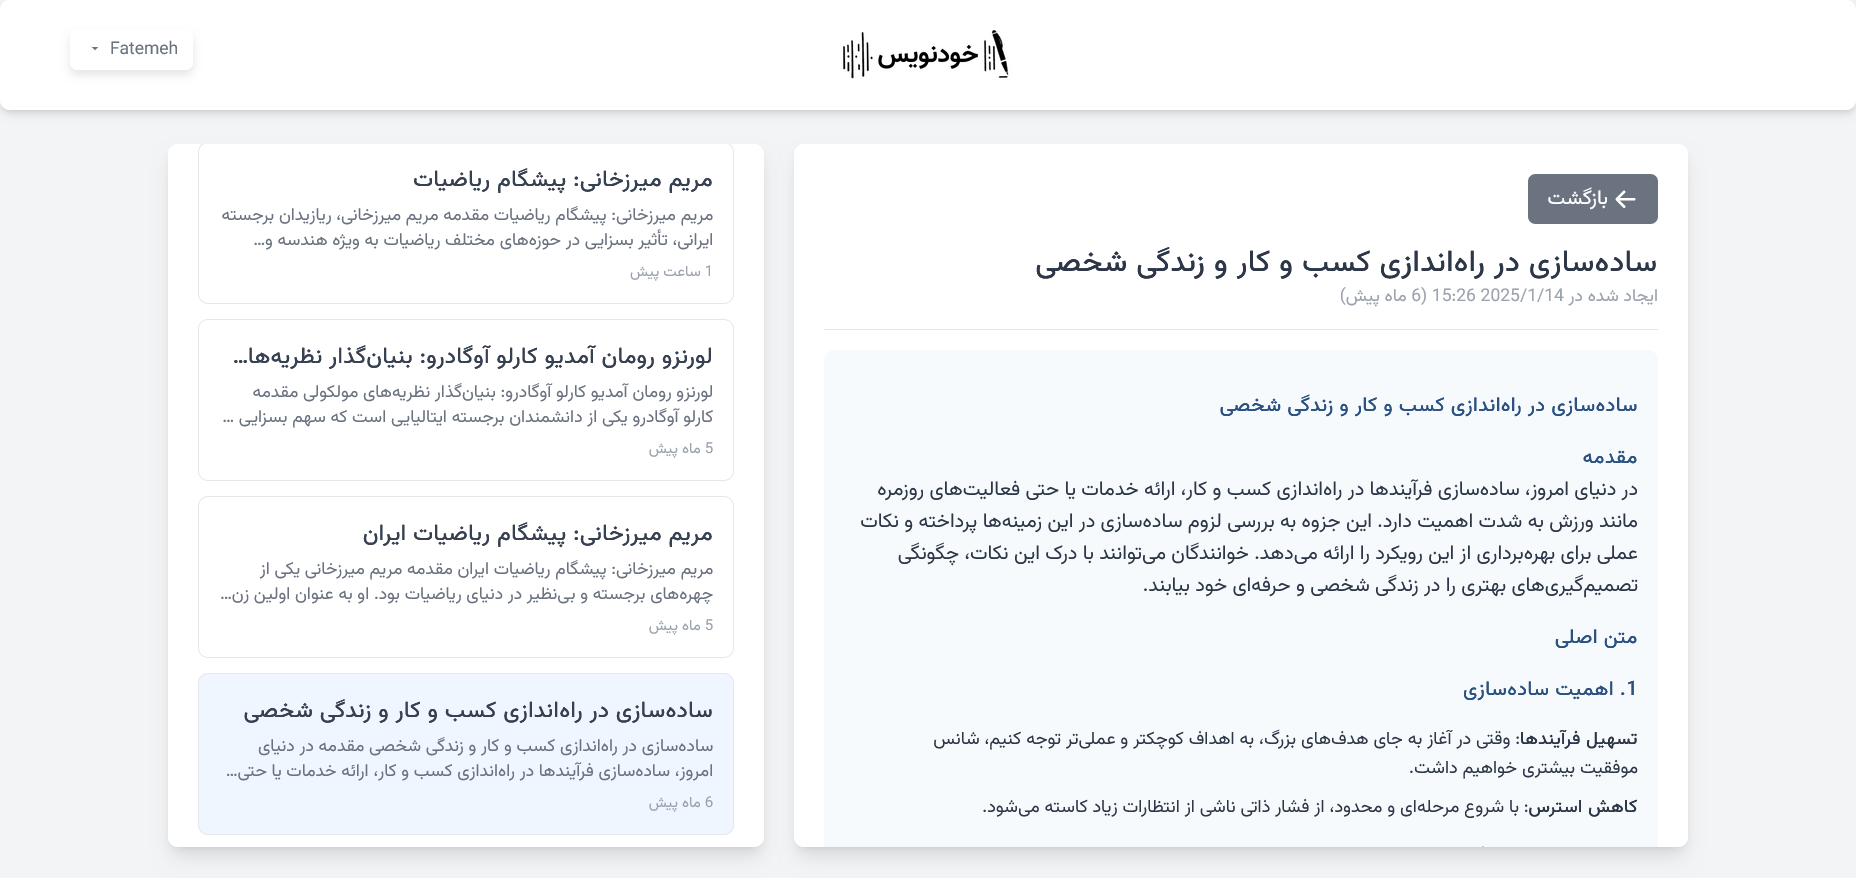 Fatemeh
خودنویس
بازگشت
ساده‌سازی در راه‌اندازی کسب و کار و زندگی شخصی
ایجاد شده در 2025/1/14 15:26 (6 ماه پیش)
ساده‌سازی در راه‌اندازی کسب و کار و زندگی شخصی
مقدمه
در دنیای امروز، ساده‌سازی فرآیندها در راه‌اندازی کسب و کار، ارائه خدمات یا حتی فعالیت‌های روزمره
مانند ورزش به شدت اهمیت دارد. این جزوه به بررسی لزوم ساده‌سازی در این زمینه‌ها پرداخته و نکات
عملی برای بهره‌برداری از این رویکرد را ارائه می‌دهد. خوانندگان می‌توانند با درک این نکات، چگونگی
تصمیم‌گیری‌های بهتری را در زندگی شخصی و حرفه‌ای خود بیابند.
متن اصلی
1. اهمیت ساده‌سازی
تسهیل فرآیندها: وقتی در آغاز به جای هدف‌های بزرگ، به اهداف کوچکتر و عملی‌تر توجه کنیم، شانس
موفقیت بیشتری خواهیم داشت.
کاهش استرس: با شروع مرحله‌ای و محدود، از فشار ذاتی ناشی از انتظارات زیاد کاسته می‌شود.
مریم میرزخانی: پیشگام ریاضیات
مریم میرزخانی: پیشگام ریاضیات مقدمه مریم میرزخانی، ریازیدان برجسته
ایرانی، تأثیر بسزایی در حوزه‌های مختلف ریاضیات به ویژه هندسه و...
1 ساعت پیش
لورنزو رومان آمدیو کارلو آوگادرو: بنیان‌گذار نظریه‌ها...
لورنزو رومان آمدیو کارلو آوگادرو: بنیان‌گذار نظریه‌های مولکولی مقدمه
کارلو آوگادرو یکی از دانشمندان برجسته ایتالیایی است که سهم بسزایی ...
5 ماه پیش
مریم میرزخانی: پیشگام ریاضیات ایران
مریم میرزخانی: پیشگام ریاضیات ایران مقدمه مریم میرزخانی یکی از
چهره‌های برجسته و بی‌نظیر در دنیای ریاضیات بود. او به عنوان اولین زن...
5 ماه پیش
ساده‌سازی در راه‌اندازی کسب و کار و زندگی شخصی
ساده‌سازی در راه‌اندازی کسب و کار و زندگی شخصی مقدمه در دنیای
امروز، ساده‌سازی فرآیندها در راه‌اندازی کسب و کار، ارائه خدمات یا حتی...
6 ماه پیش